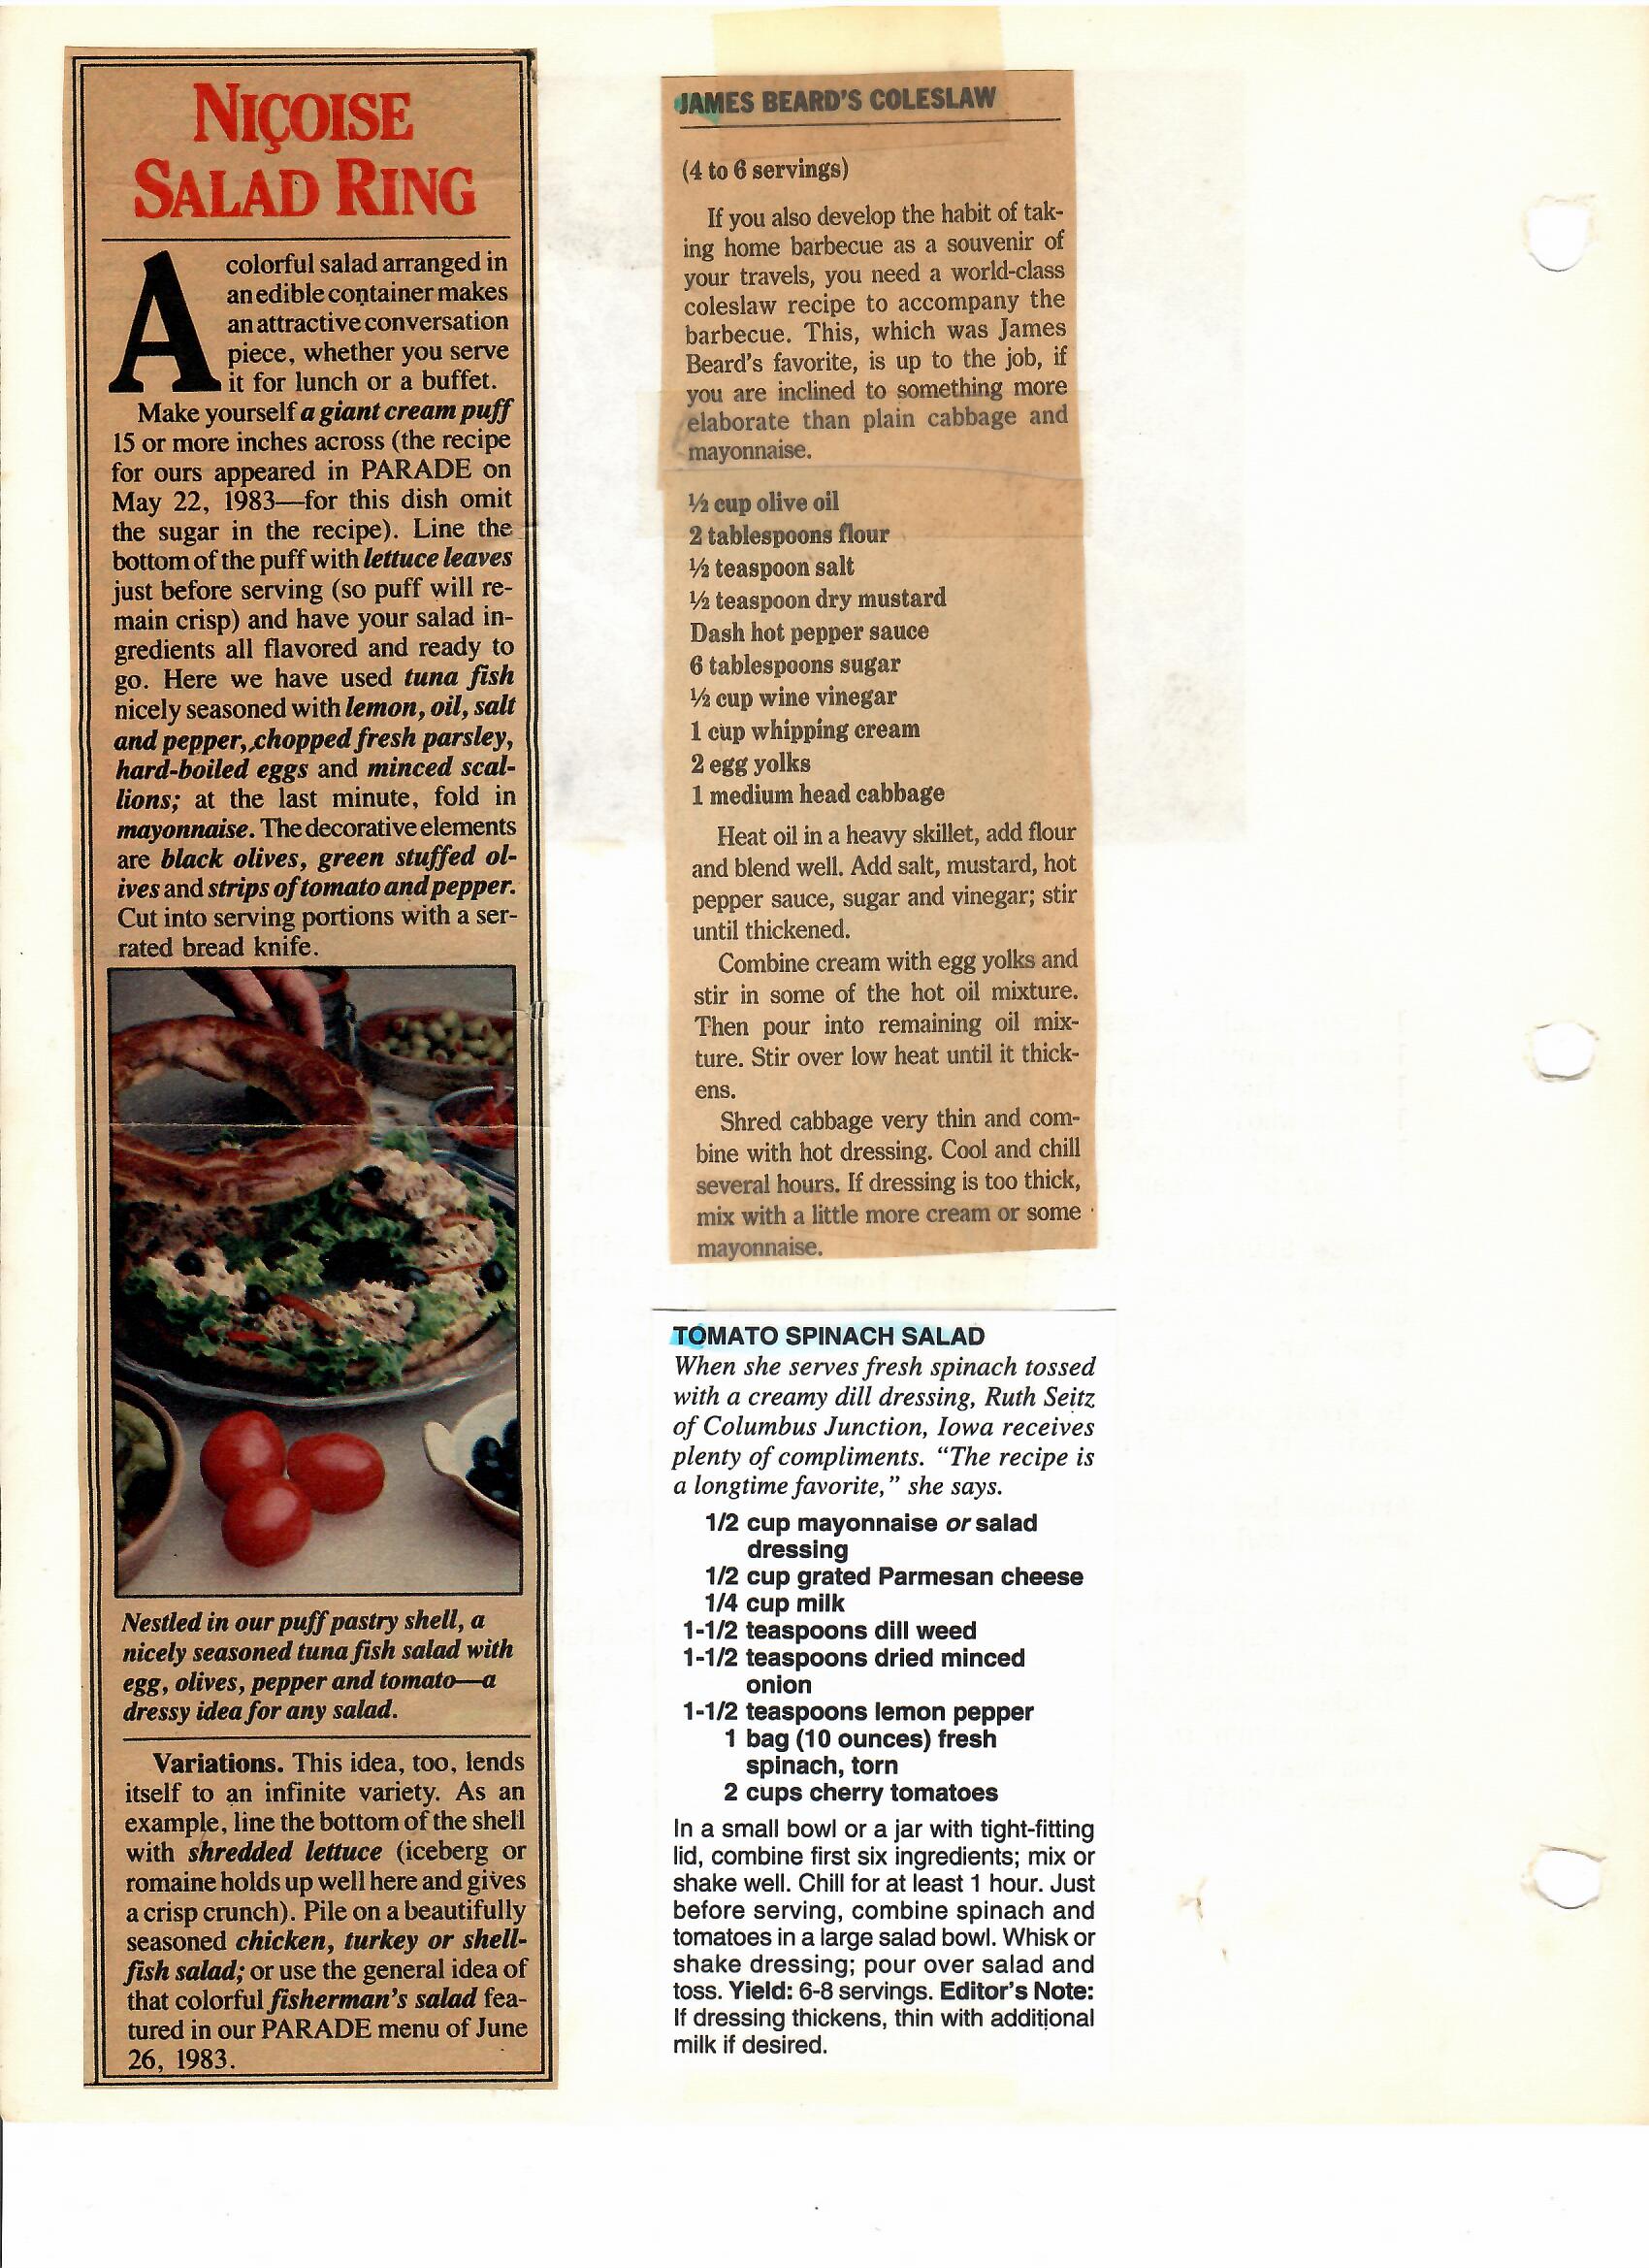 NIÇOISE
SALAD RING
A colorful salad arranged in
an edible container makes
an attractive conversation
piece, whether you serve
it for lunch or a buffet.
Make yourself a giant cream puff
15 or more inches across (the recipe
for ours appeared in PARADE on
May 22, 1983—for this dish omit
the sugar in the recipe). Line the
bottom of the puff with lettuce leaves
just before serving (so puff will re-
main crisp) and have your salad in-
gredients all flavored and ready to
go. Here we have used tuna fish
nicely seasoned with lemon, oil, salt
and pepper, chopped fresh parsley,
hard-boiled eggs and minced scal-
lions; at the last minute, fold in
mayonnaise. The decorative elements
are black olives, green stuffed ol-
ives and strips of tomato and pepper.
Cut into serving portions with a ser-
rated bread knife.
Nestled in our puff pastry shell, a
nicely seasoned tuna fish salad with
egg, olives, pepper and tomato—a
dressy idea for any salad.
Variations. This idea, too, lends
itself to an infinite variety. As an
example, line the bottom of the shell
with shredded lettuce (iceberg or
romaine holds up well here and gives
a crisp crunch). Pile on a beautifully
seasoned chicken, turkey or shell-
fish salad; or use the general idea of
that colorful fisherman's salad fea-
tured in our PARADE menu of June
26, 1983.
JAMES BEARD'S COLESLAW
(4 to 6 servings)
If you also develop the habit of tak-
ing home barbecue as a souvenir of
your travels, you need a world-class
coleslaw recipe to accompany the
barbecue. This, which was James
Beard's favorite, is up to the job, if
you are inclined to something more
elaborate than plain cabbage and
mayonnaise.
½ cup olive oil
2 tablespoons flour
½ teaspoon salt
½ teaspoon dry mustard
Dash hot pepper sauce
6 tablespoons sugar
½ cup wine vinegar
1 cup whipping cream
2 egg yolks
1 medium head cabbage
Heat oil in a heavy skillet, add flour
and blend well. Add salt, mustard, hot
pepper sauce, sugar and vinegar; stir
until thickened.
Combine cream with egg yolks and
stir in some of the hot oil mixture.
Then pour into remaining oil mix-
ture. Stir over low heat until it thick-
ens.
Shred cabbage very thin and com-
bine with hot dressing. Cool and chill
several hours. If dressing is too thick,
mix with a little more cream or some
mayonnaise.
TOMATO SPINACH SALAD
When she serves fresh spinach tossed
with a creamy dill dressing, Ruth Seitz
of Columbus Junction, Iowa receives
plenty of compliments. “The recipe is
a longtime favorite,” she says.
1/2 cup mayonnaise or salad
dressing
1/2 cup grated Parmesan cheese
1/4 cup milk
1-1/2 teaspoons dill weed
1-1/2 teaspoons dried minced
onion
1-1/2 teaspoons lemon pepper
1 bag (10 ounces) fresh
spinach, torn
2 cups cherry tomatoes
In a small bowl or a jar with tight-fitting
lid, combine first six ingredients; mix or
shake well. Chill for at least 1 hour. Just
before serving, combine spinach and
tomatoes in a large salad bowl. Whisk or
shake dressing; pour over salad and
toss. Yield: 6-8 servings. Editor's Note:
If dressing thickens, thin with additional
milk if desired.